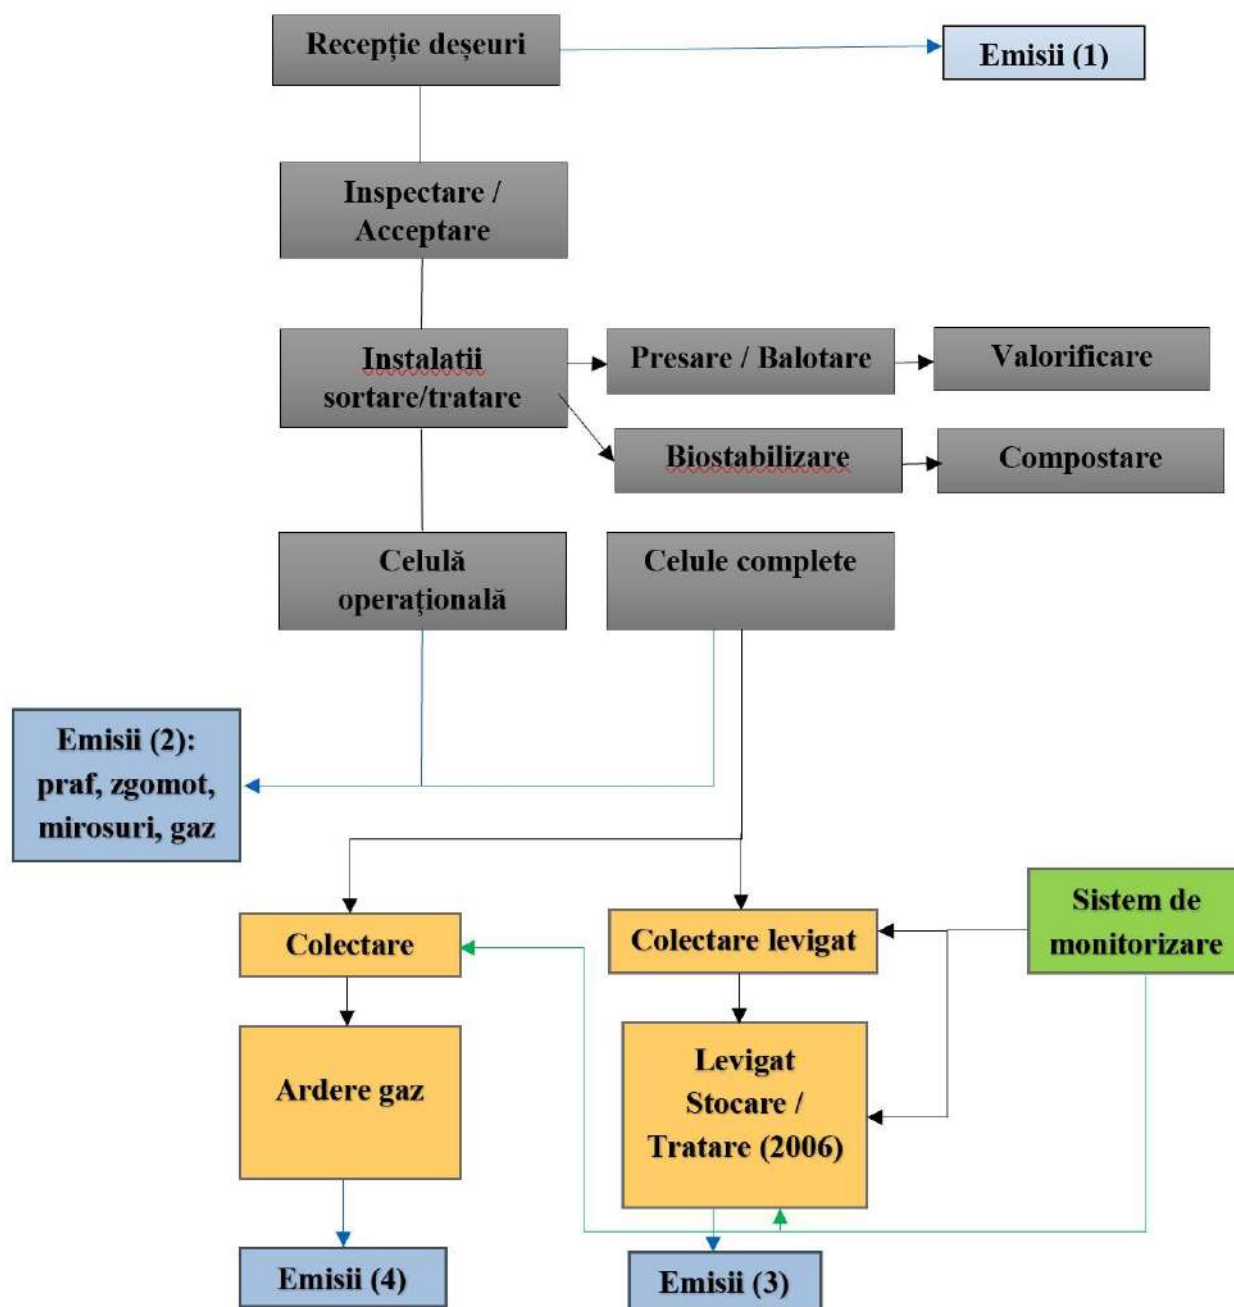 Recepție deșeuri
Emisii (1)
Inspectare /
Acceptare
Instalatii
sortare/tratare
Presare / Balotare
Valorificare
Biostabilizare
Compostare
Celulă
operațională
Celule complete
Emisii (2):
praf, zgomot,
mirosuri, gaz
Colectare
Colectare levigat
Sistem de
monitorizare
Ardere gaz
Levigat
Stocare /
Tratare (2006)
Emisii (4)
Emisii (3)